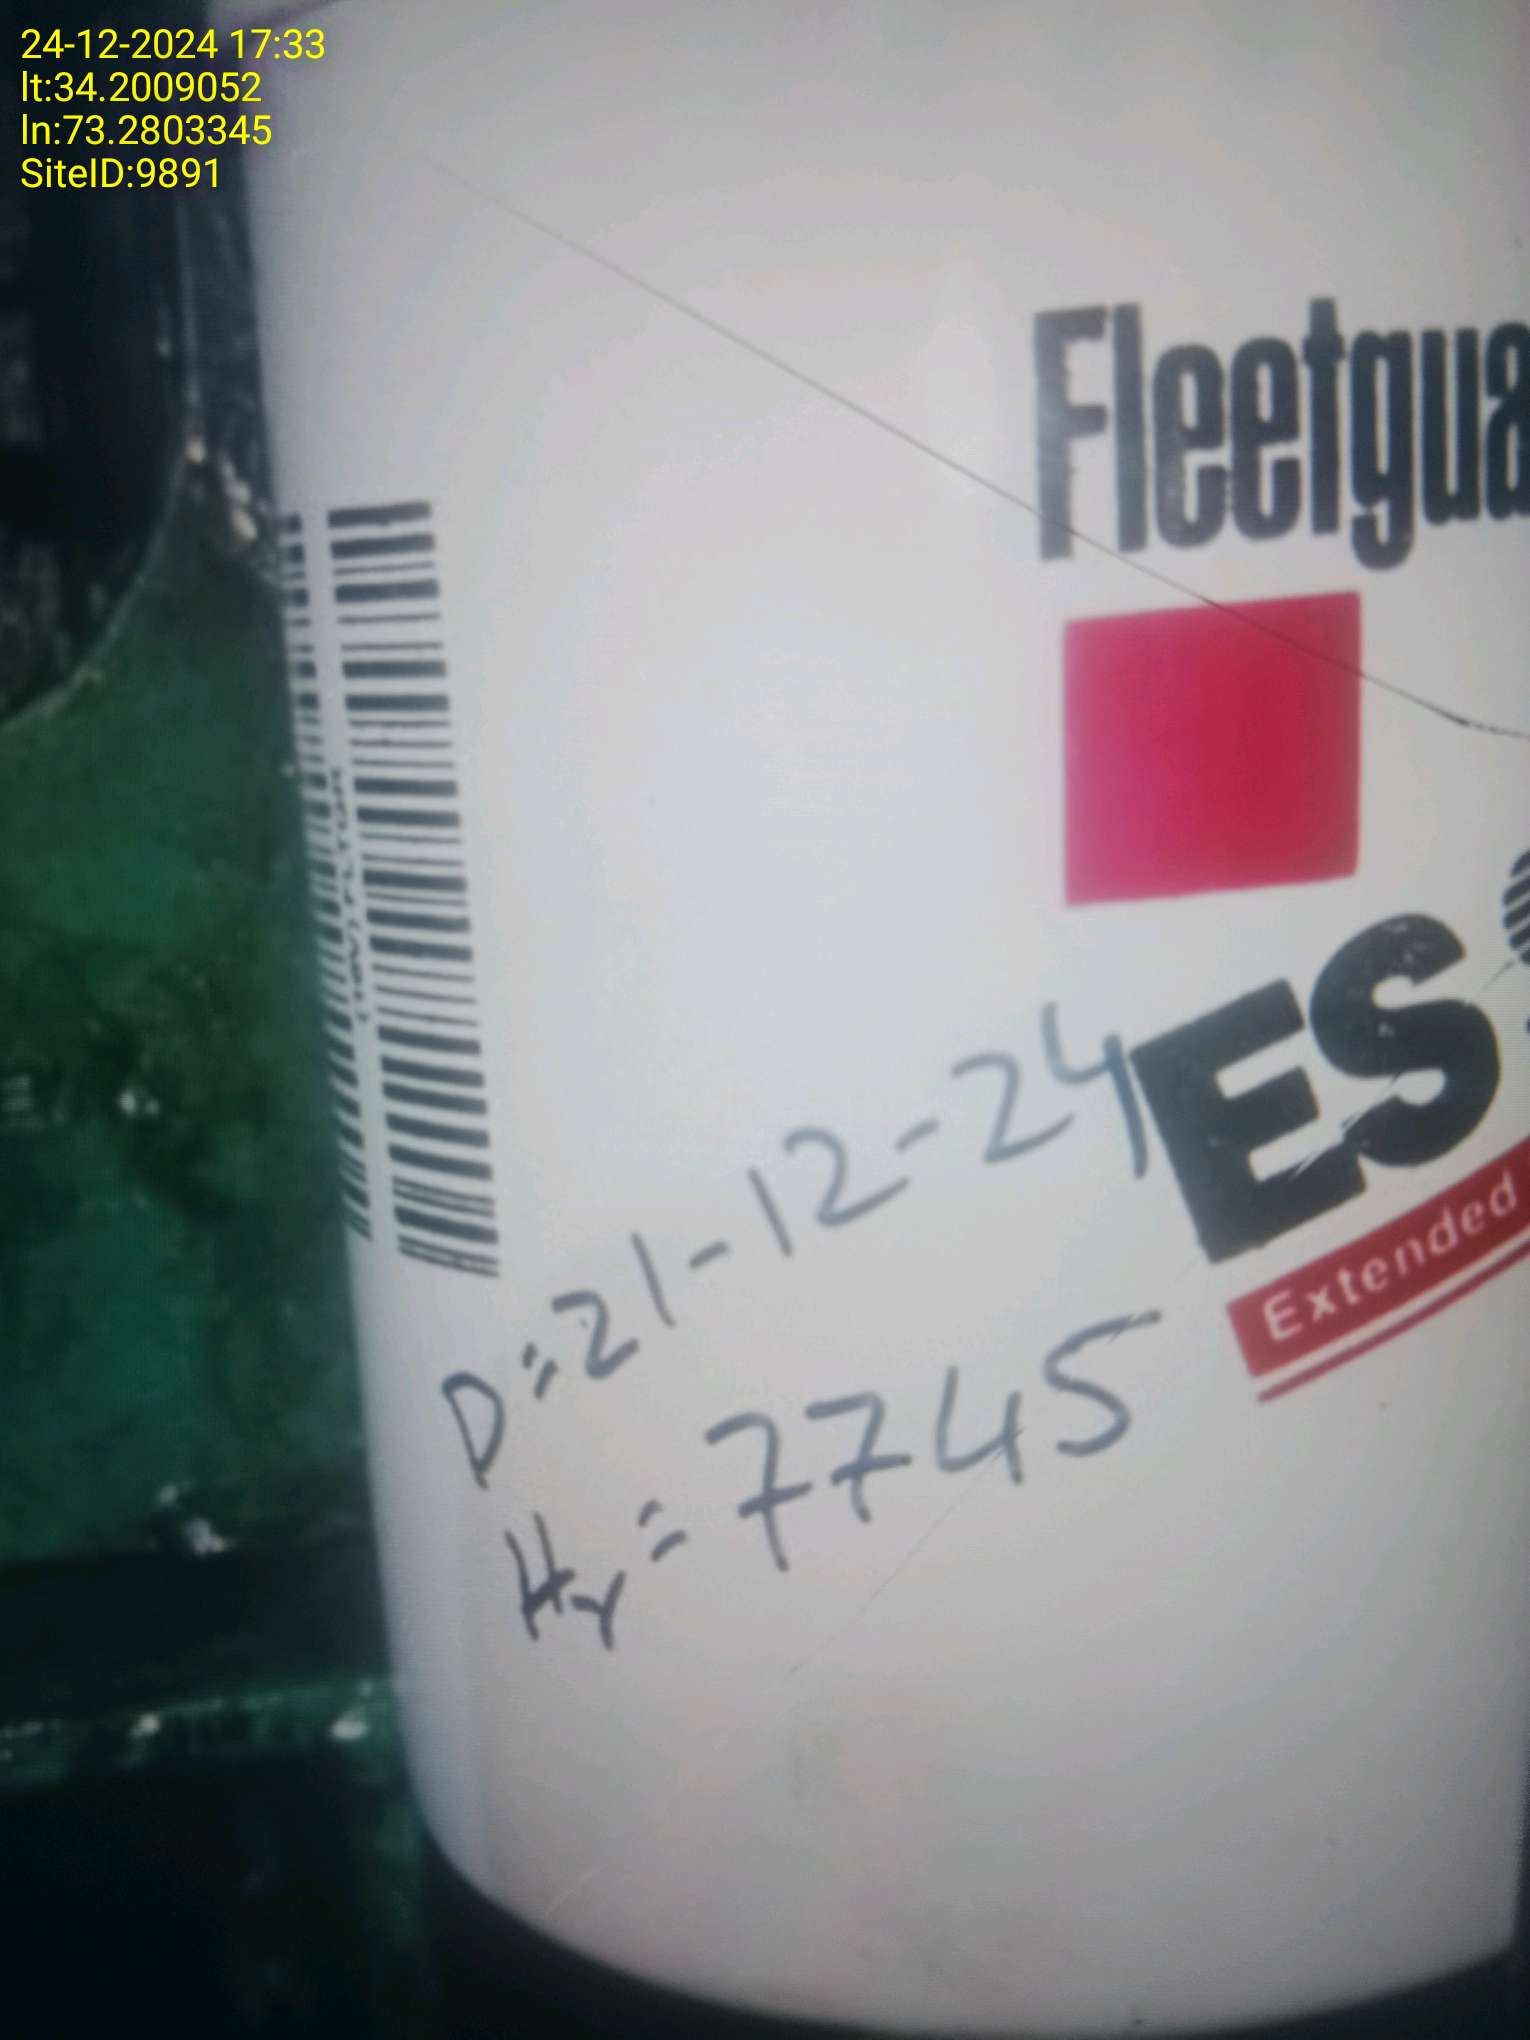 24-12-2024 17:33
lt:34.2009052
ln:73.2803345
SiteID:9891
Fleetgua
ES
Extended
D=21-12-24
Hr=7745